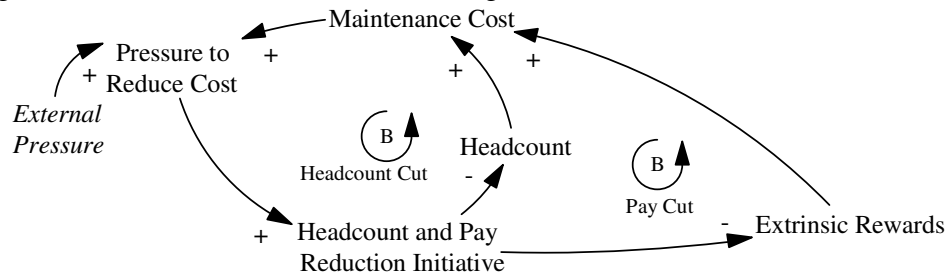 Maintenance Cost
+
+
Pressure to
Reduce Cost
+
+
+
External
Pressure
B
Headcount Cut
Headcount
-
B
Pay Cut
+
Headcount and Pay
Reduction Initiative
-
Extrinsic Rewards